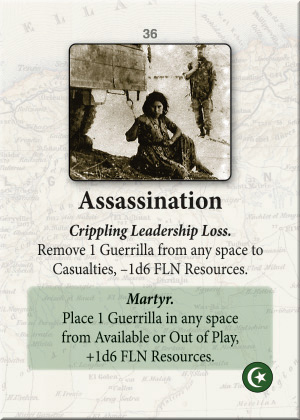 36
Assassination
Crippling Leadership Loss.
Remove 1 Guerrilla from any space to
Casualties, –1d6 FLN Resources.
Martyr.
Place 1 Guerrilla in any space
from Available or Out of Play,
+1d6 FLN Resources.